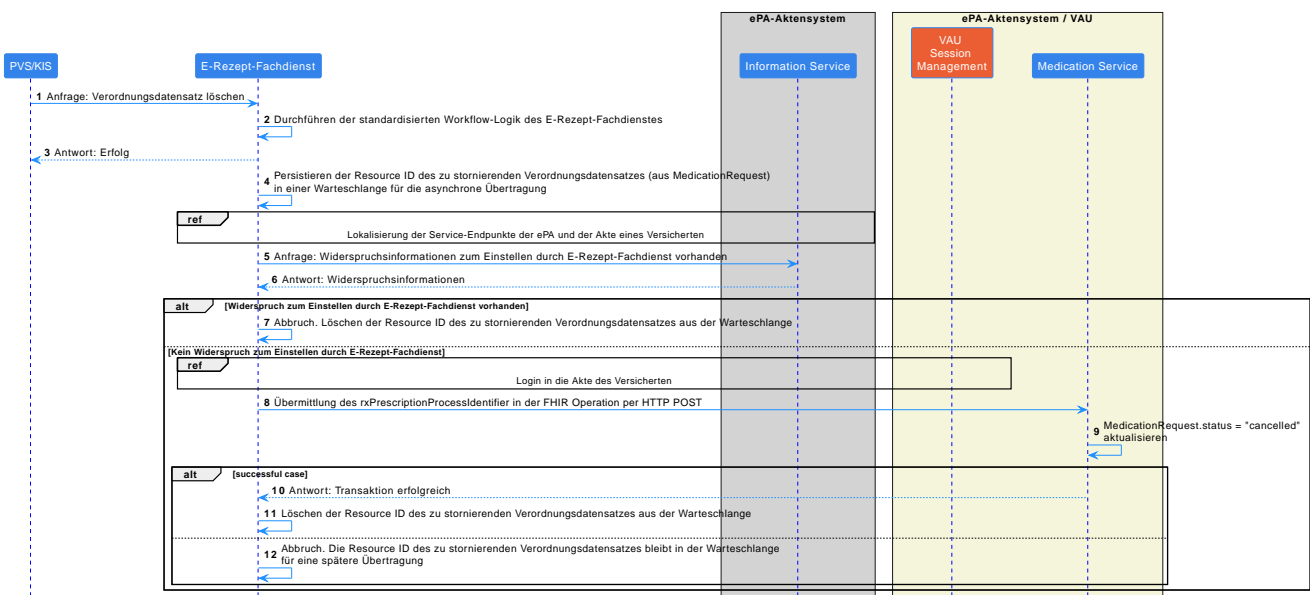 ePA-Aktensystem
ePA-Aktensystem / VAU
PVS/KIS
E-Rezept-Fachdienst
Information Service
VAU
Session
Management
Medication Service
1 Anfrage: Verordnungsdatensatz löschen
2 Durchführen der standardisierten Workflow-Logik des E-Rezept-Fachdienstes
3 Antwort: Erfolg
4 Persistieren der Resource ID des zu stornierenden Verordnungsdatensatzes (aus MedicationRequest)
in einer Warteschlange für die asynchrone Übertragung
ref
Lokalisierung der Service-Endpunkte der ePA und der Akte eines Versicherten
5 Anfrage: Widerspruchsinformationen zum Einstellen durch E-Rezept-Fachdienst vorhanden
6 Antwort: Widerspruchsinformationen
alt [Widerspruch zum Einstellen durch E-Rezept-Fachdienst vorhanden]
7 Abbruch. Löschen der Resource ID des zu stornierenden Verordnungsdatensatzes aus der Warteschlange
[Kein Widerspruch zum Einstellen durch E-Rezept-Fachdienst]
ref
Login in die Akte des Versicherten
8 Übermittlung des rxPrescriptionProcessIdentifier in der FHIR Operation per HTTP POST
9 MedicationRequest.status = "cancelled"
aktualisieren
alt [successful case]
10 Antwort: Transaktion erfolgreich
11 Löschen der Resource ID des zu stornierenden Verordnungsdatensatzes aus der Warteschlange
12 Abbruch. Die Resource ID des zu stornierenden Verordnungsdatensatzes bleibt in der Warteschlange
für eine spätere Übertragung